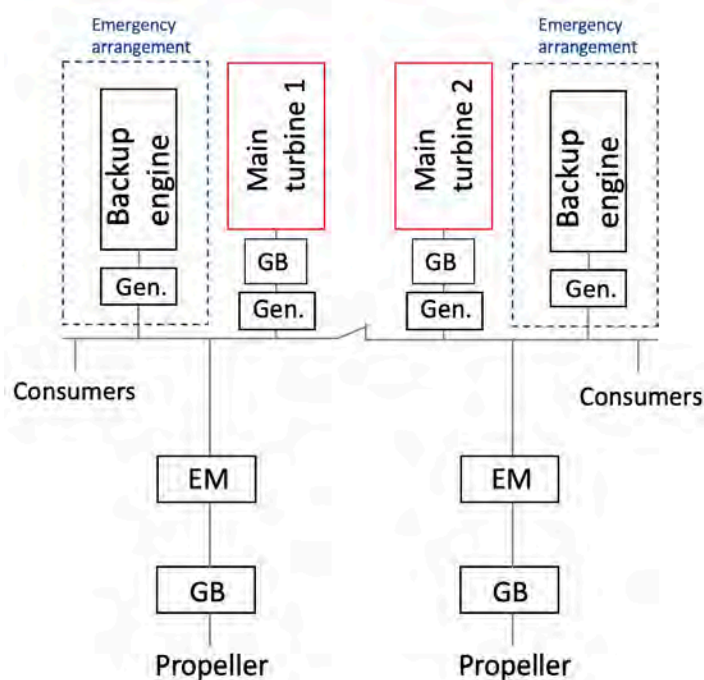 Emergency
arrangement
Emergency
arrangement
Backup
engine
Main
turbine 1
Main
turbine 2
Backup
engine
GB
GB
Gen.
Gen.
Gen.
Gen.
Consumers
Consumers
EM
EM
GB
GB
Propeller
Propeller